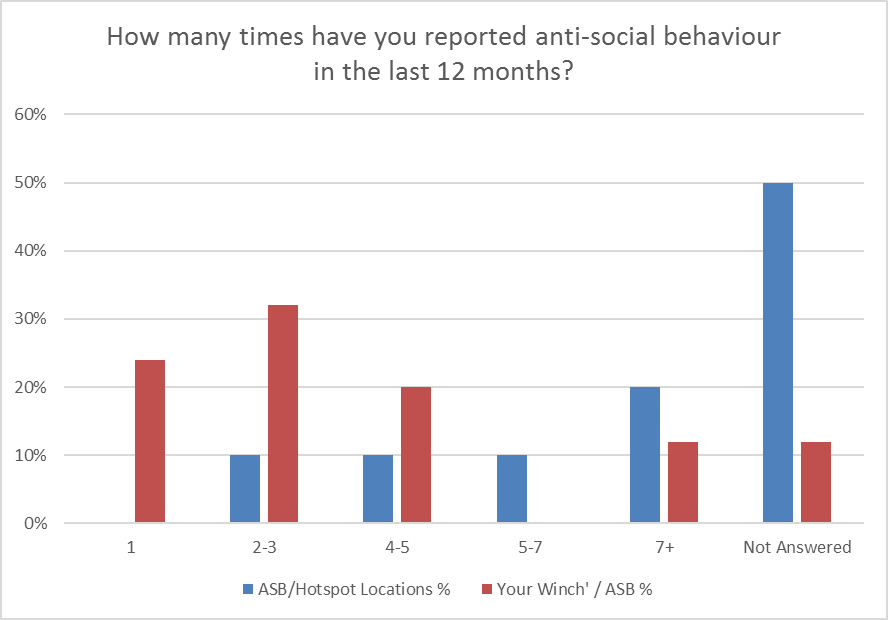 How many times have you reported anti-social behaviour
in the last 12 months?
60%
50%
40%
30%
20%
10%
0%
1 2-3 4-5 5-7 7+ Not Answered
ASB/Hotspot Locations % Your Winch' / ASB %